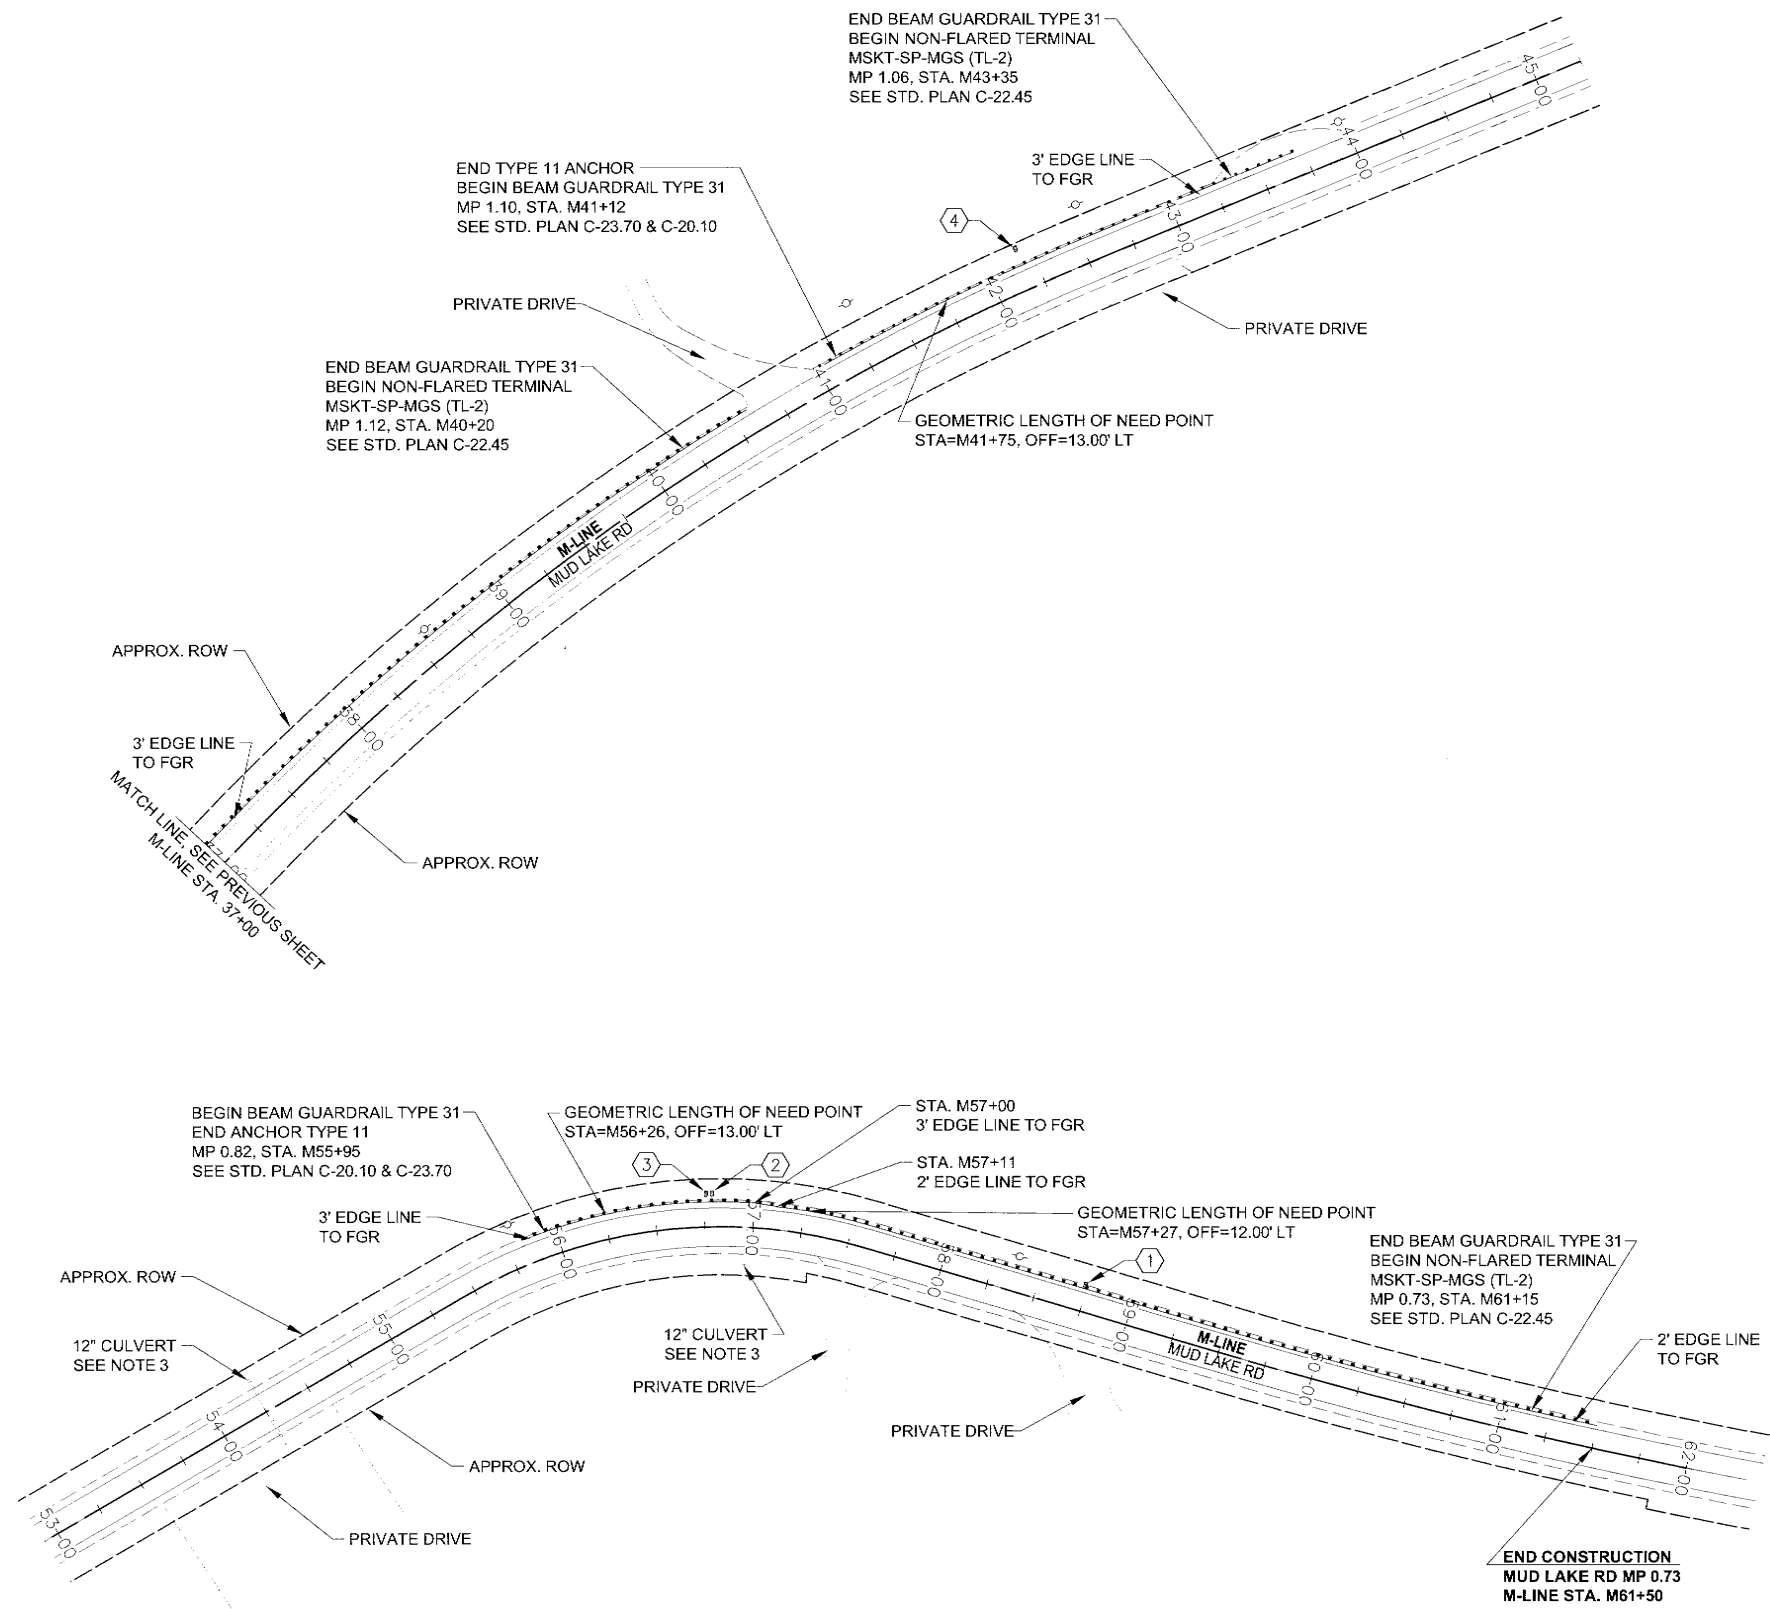 END BEAM GUARDRAIL TYPE 31
BEGIN NON-FLARED TERMINAL
MSKT-SP-MGS (TL-2)
MP 1.06, STA. M43+35
SEE STD. PLAN C-22.45
45+00
3' EDGE LINE
TO FGR
44+00
END TYPE 11 ANCHOR
BEGIN BEAM GUARDRAIL TYPE 31
MP 1.10, STA. M41+12
SEE STD. PLAN C-23.70 & C-20.10
4
43+00
PRIVATE DRIVE
42+00
PRIVATE DRIVE
END BEAM GUARDRAIL TYPE 31
BEGIN NON-FLARED TERMINAL
MSKT-SP-MGS (TL-2)
MP 1.12, STA. M40+20
SEE STD. PLAN C-22.45
41+00
GEOMETRIC LENGTH OF NEED POINT
STA=M41+75, OFF=13.00' LT
40+00
M-LINE
MUD LAKE RD
39+00
APPROX. ROW
38+00
3' EDGE LINE
TO FGR
APPROX. ROW
MATCH LINE, SEE PREVIOUS SHEET
M-LINE STA. 37+00
BEGIN BEAM GUARDRAIL TYPE 31
END ANCHOR TYPE 11
MP 0.82, STA. M55+95
SEE STD. PLAN C-20.10 & C-23.70
GEOMETRIC LENGTH OF NEED POINT
STA=M56+26, OFF=13.00' LT
STA. M57+00
3' EDGE LINE TO FGR
3
2
STA. M57+11
2' EDGE LINE TO FGR
3' EDGE LINE
TO FGR
GEOMETRIC LENGTH OF NEED POINT
STA=M57+27, OFF=12.00' LT
1
END BEAM GUARDRAIL TYPE 31
BEGIN NON-FLARED TERMINAL
MSKT-SP-MGS (TL-2)
MP 0.73, STA. M61+15
SEE STD. PLAN C-22.45
56+00
57+00
58+00
APPROX. ROW
12" CULVERT
SEE NOTE 3
55+00
12" CULVERT
SEE NOTE 3
59+00
M-LINE
MUD LAKE RD
2' EDGE LINE
TO FGR
PRIVATE DRIVE
60+00
54+00
PRIVATE DRIVE
61+00
62+00
APPROX. ROW
53+00
PRIVATE DRIVE
END CONSTRUCTION
MUD LAKE RD MP 0.73
M-LINE STA. M61+50